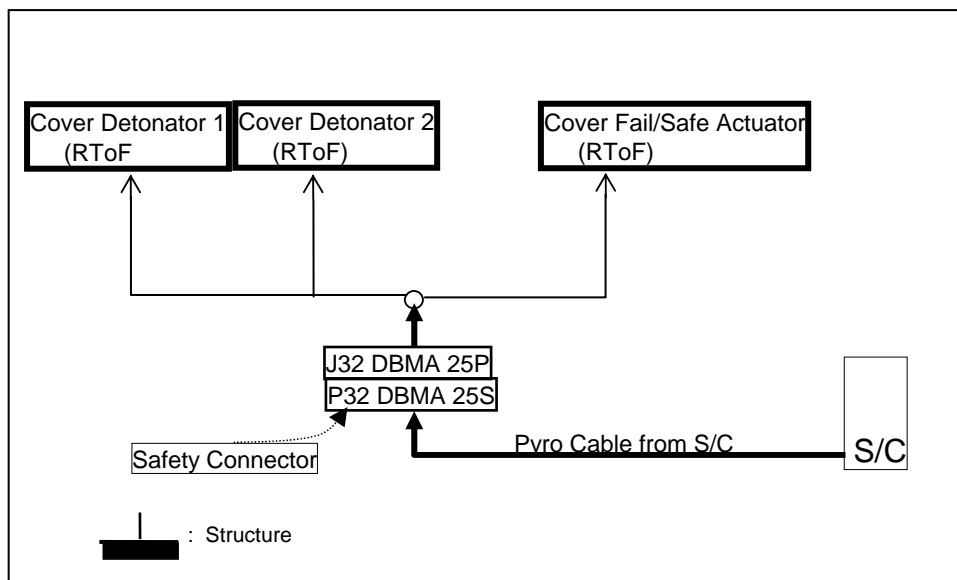 Cover Detonator 1
(RToF
Cover Detonator 2
(RToF)
Cover Fail/Safe Actuator
(RToF)
J32 DBMA 25P
P32 DBMA 25S
Safety Connector
Pyro Cable from S/C
S/C
: Structure